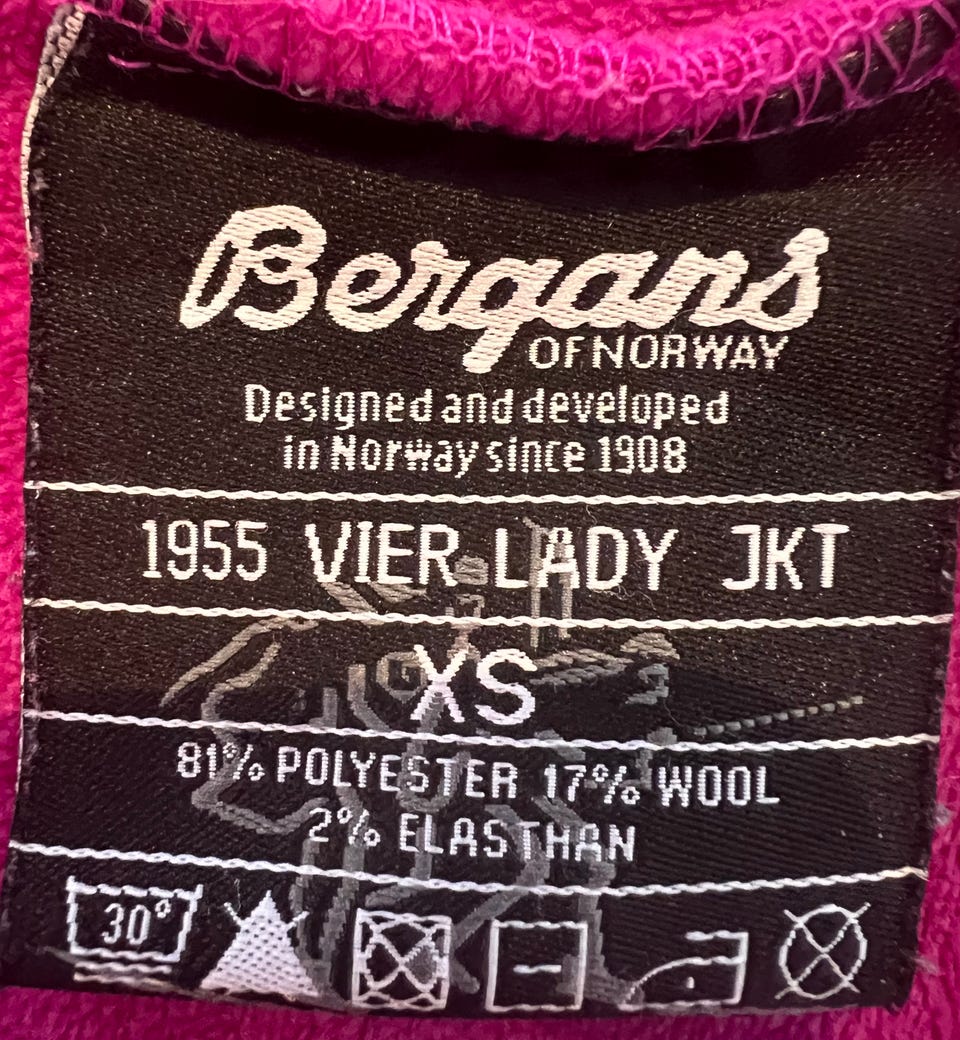 Bergans
OF NORWAY
Designed and developed
in Norway since 1908
1955 VIER LADY JKT
XS
81% POLYESTER 17% WOOL
2% ELASTHAN
30°